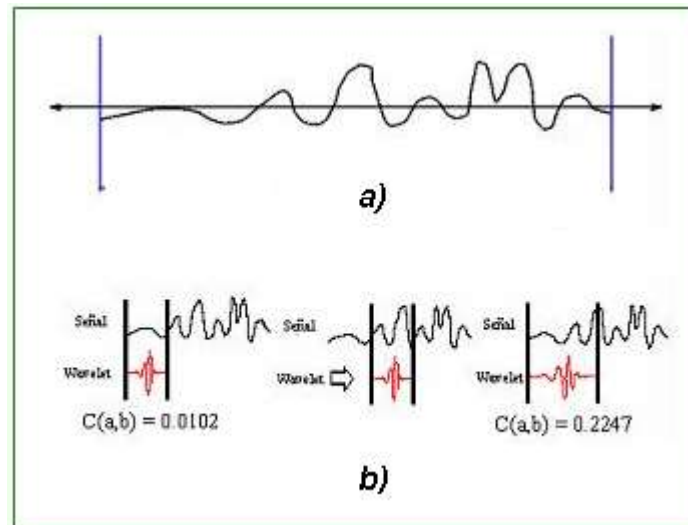 a)
Señal
Wavelet
C(a,b) = 0.0102
Señal
Wavelet
Señal
Wavelet
C(a,b) = 0.2247
b)